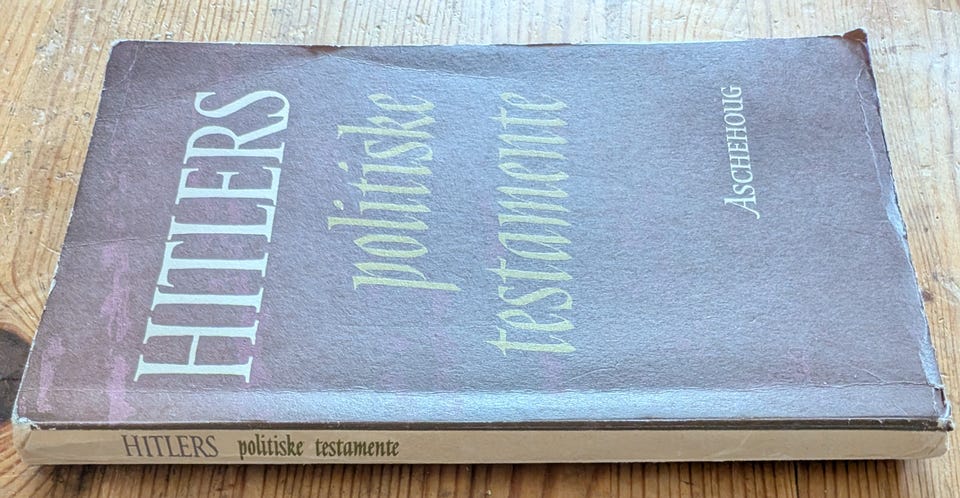 HITLERS
politiske
testamente
ASCHEHOUG
HITLERS politiske testamente